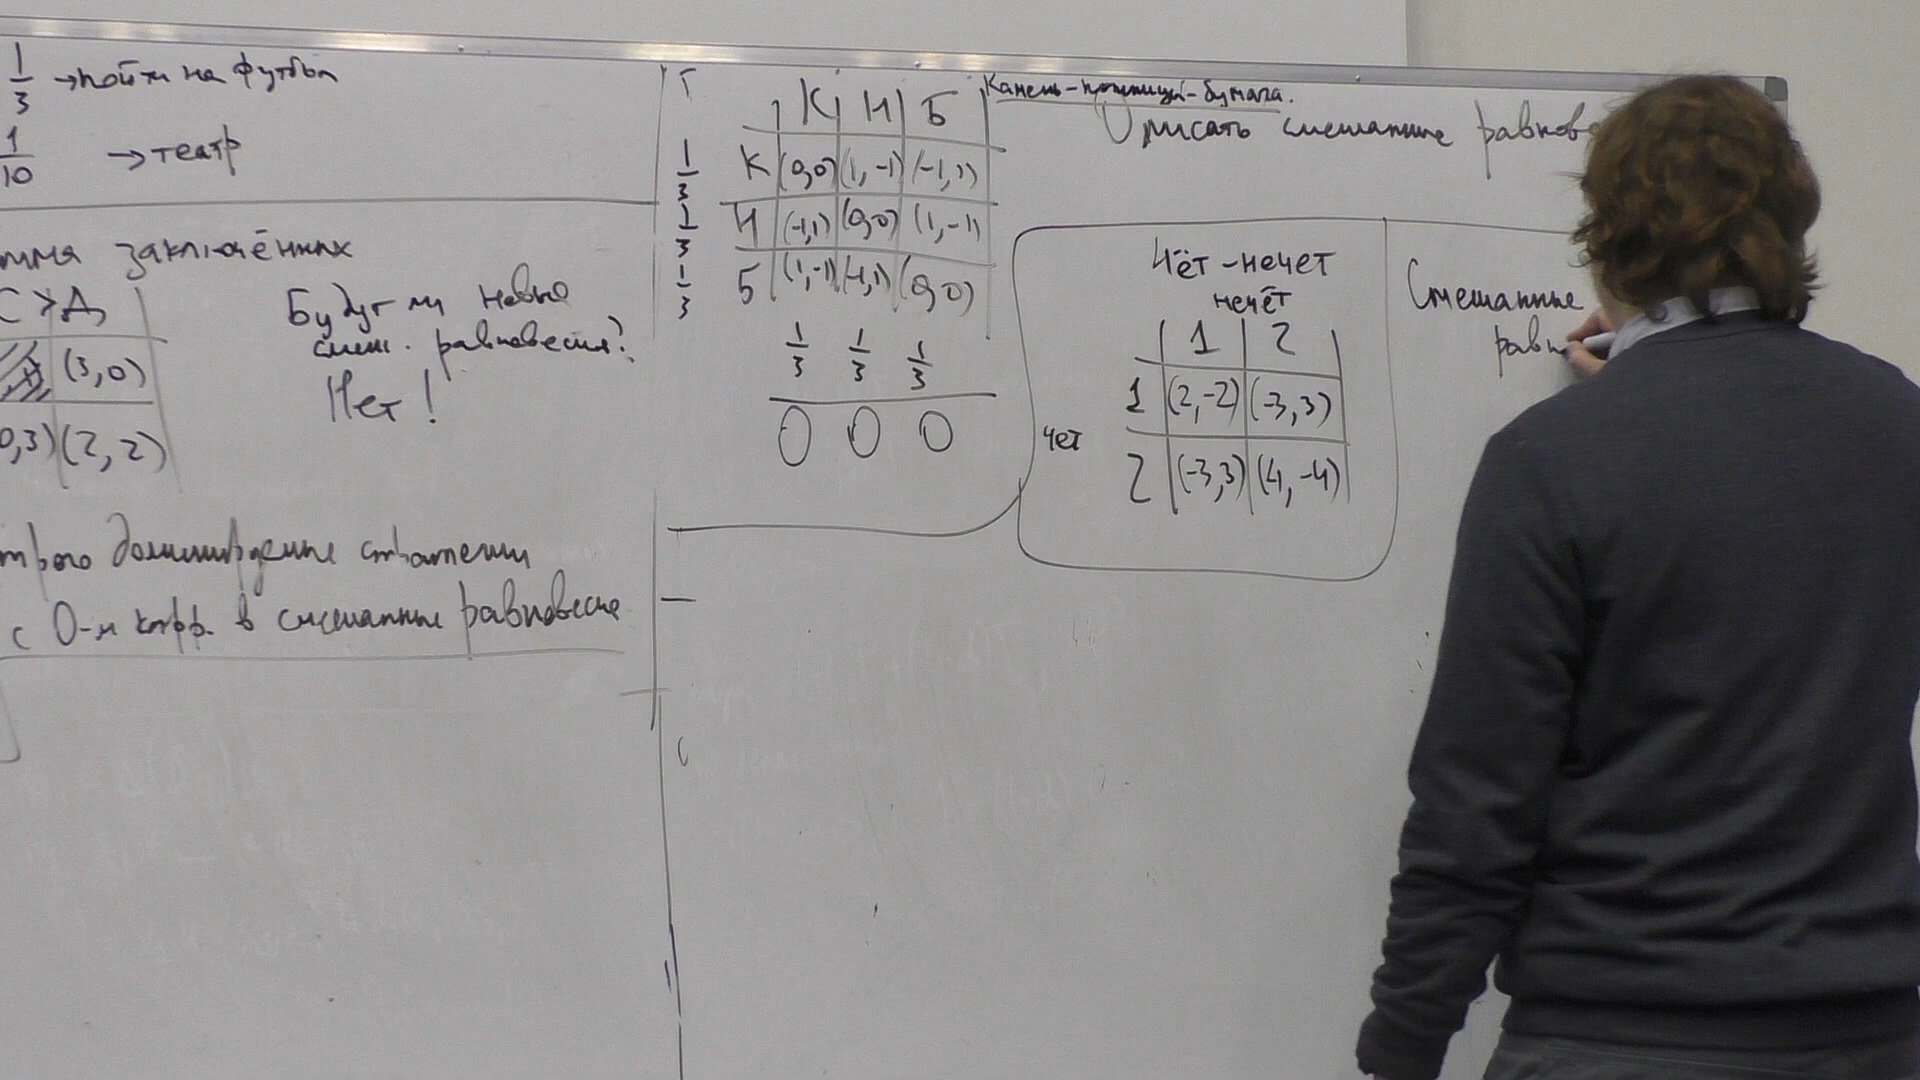 1/3 → пойти на футбол
1/10 → театр
заключённых
С > Д
(3,0)
0,3) (2,2)
Будут ли новые
смеш. равновесия?
Нет!
строго доминируемые стратегии
с 0-м коэфф. в смешанные равновесие
Камень-ножницы-бумага.
К Н Б
1/3 К (0,0) (1,-1) (-1,1)
1/3 Н (-1,1) (0,0) (1,-1)
1/3 Б (1,-1) (-1,1) (0,0)
1/3 1/3 1/3
0 0 0
Описать смешанные равнов
Чёт-нечет
нечёт
1 2
1 (2,-2) (-3,3)
чет
2 (-3,3) (4,-4)
Смешанные
равн